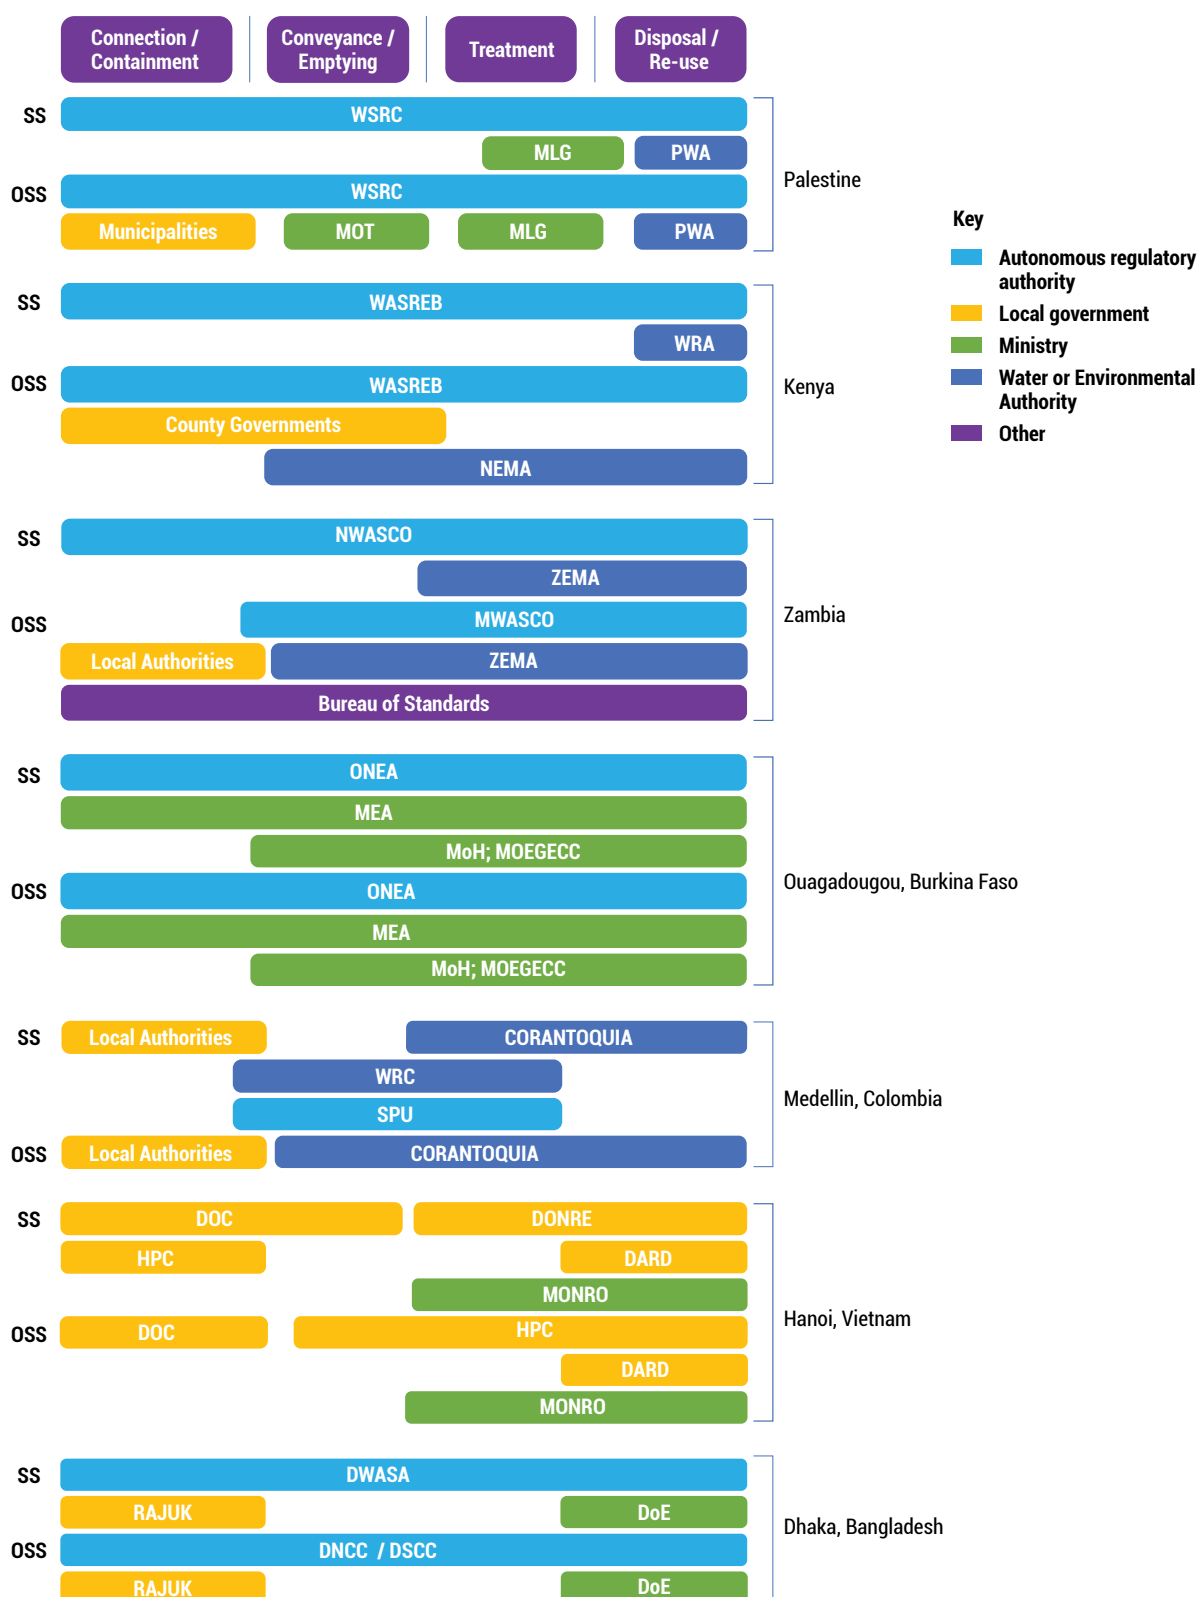 Connection /
Containment
Conveyance /
Emptying
Treatment
Disposal /
Re-use
SS
WSRC
MLG
PWA
OSS
WSRC
Municipalities
MOT
MLG
PWA
Palestine
Key
Autonomous regulatory
authority
Local government
Ministry
Water or Environmental
Authority
Other
SS
WASREB
WRA
OSS
WASREB
County Governments
NEMA
Kenya
SS
NWASCO
ZEMA
OSS
MWASCO
Local Authorities
ZEMA
Bureau of Standards
Zambia
SS
ONEA
MEA
MoH; MOEGECC
OSS
ONEA
MEA
MoH; MOEGECC
Ouagadougou, Burkina Faso
SS
Local Authorities
CORANTOQUIA
WRC
SPU
OSS
Local Authorities
CORANTOQUIA
Medellin, Colombia
SS
DOC
DONRE
HPC
DARD
MONRO
OSS
DOC
HPC
DARD
MONRO
Hanoi, Vietnam
SS
DWASA
RAJUK
DoE
OSS
DNCC / DSCC
RAJUK
DoE
Dhaka, Bangladesh